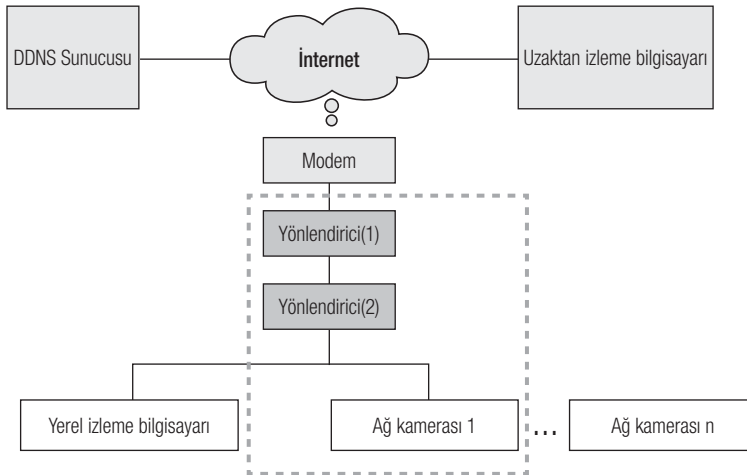 DDNS Sunucusu
İnternet
Uzaktan izleme bilgisayarı
Modem
Yönlendirici(1)
Yönlendirici(2)
Yerel izleme bilgisayarı
Ağ kamerası 1
...
Ağ kamerası n